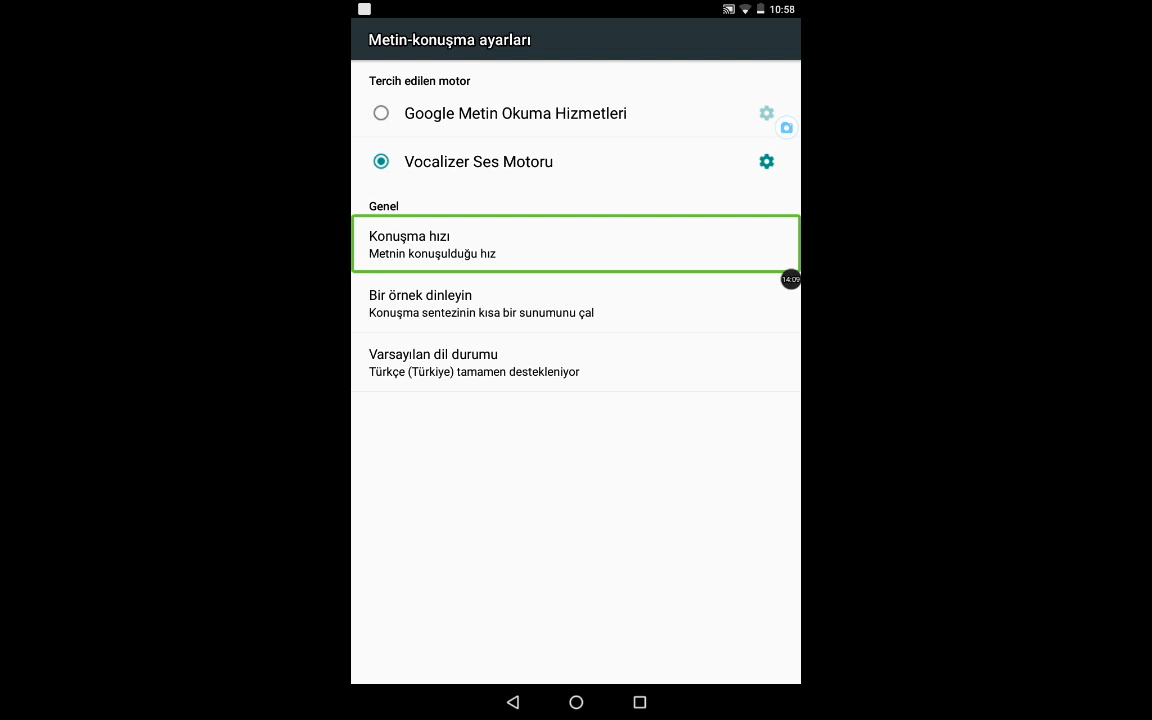 10:58
Metin-konuşma ayarları
Tercih edilen motor
Google Metin Okuma Hizmetleri
Vocalizer Ses Motoru
Genel
Konuşma hızı
Metnin konuşulduğu hız
14:09
Bir örnek dinleyin
Konuşma sentezinin kısa bir sunumunu çal
Varsayılan dil durumu
Türkçe (Türkiye) tamamen destekleniyor